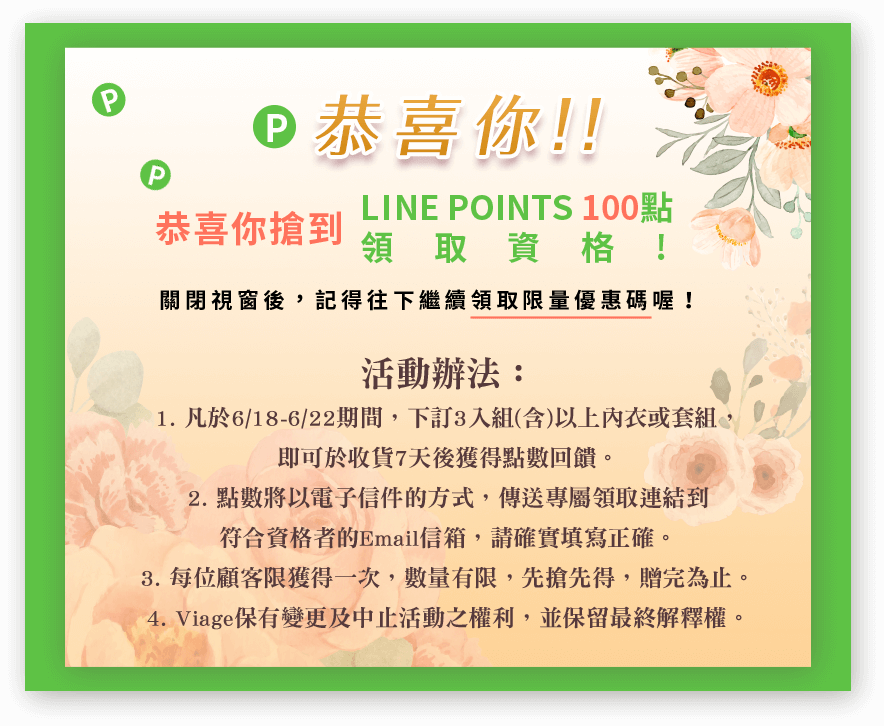 P
P 恭喜你!!
P
恭喜你搶到
LINE POINTS 100點
領取資格！
關閉視窗後，記得往下繼續領取限量優惠碼喔！
活動辦法：
1. 凡於6/18-6/22期間，下訂3入組(含)以上內衣或套組，
即可於收貨7天後獲得點數回饋。
2. 點數將以電子信件的方式，傳送專屬領取連結到
符合資格者的Email信箱，請確實填寫正確。
3. 每位顧客限獲得一次，數量有限，先搶先得，贈完為止。
4. Viage保有變更及中止活動之權利，並保留最終解釋權。